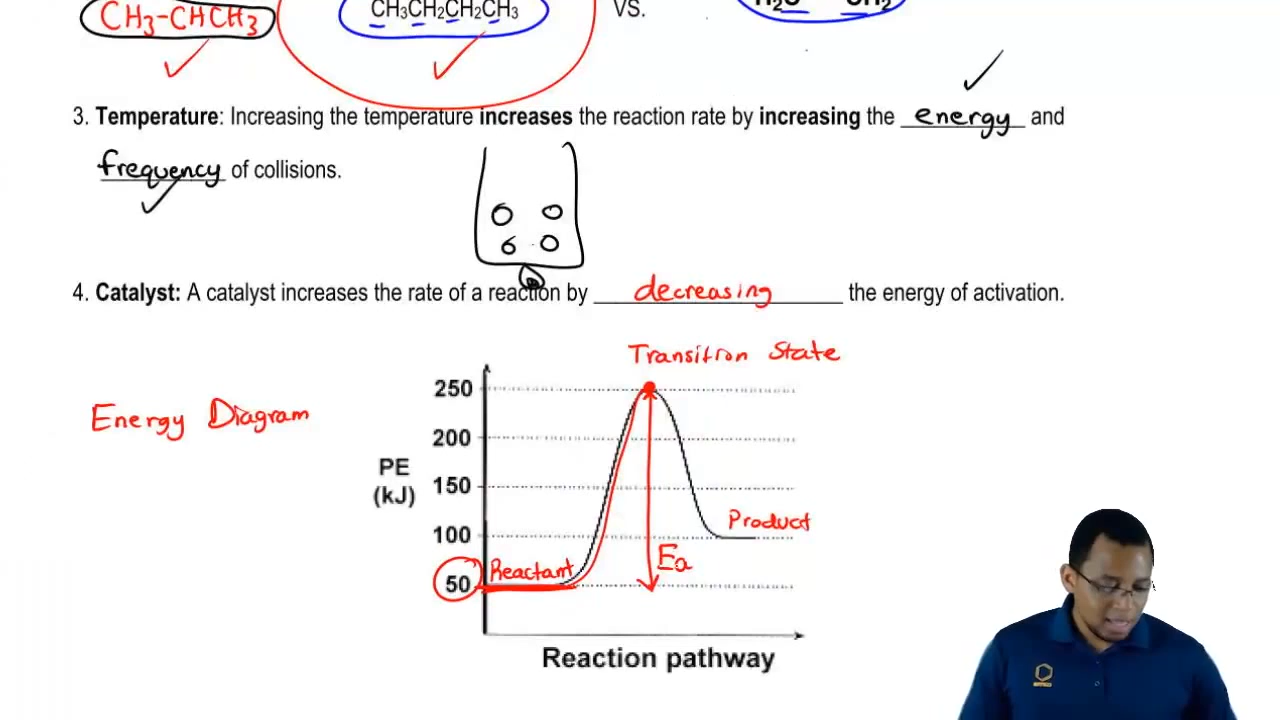 CH3-CHCH3 CH3CH2CH2CH3 VS.
3. Temperature: Increasing the temperature increases the reaction rate by increasing the energy and
frequency of collisions.
4. Catalyst: A catalyst increases the rate of a reaction by decreasing the energy of activation.
Transition State
Energy Diagram
250
200
PE
(kJ)
150
100
50
Product
Reactant
Ea
Reaction pathway